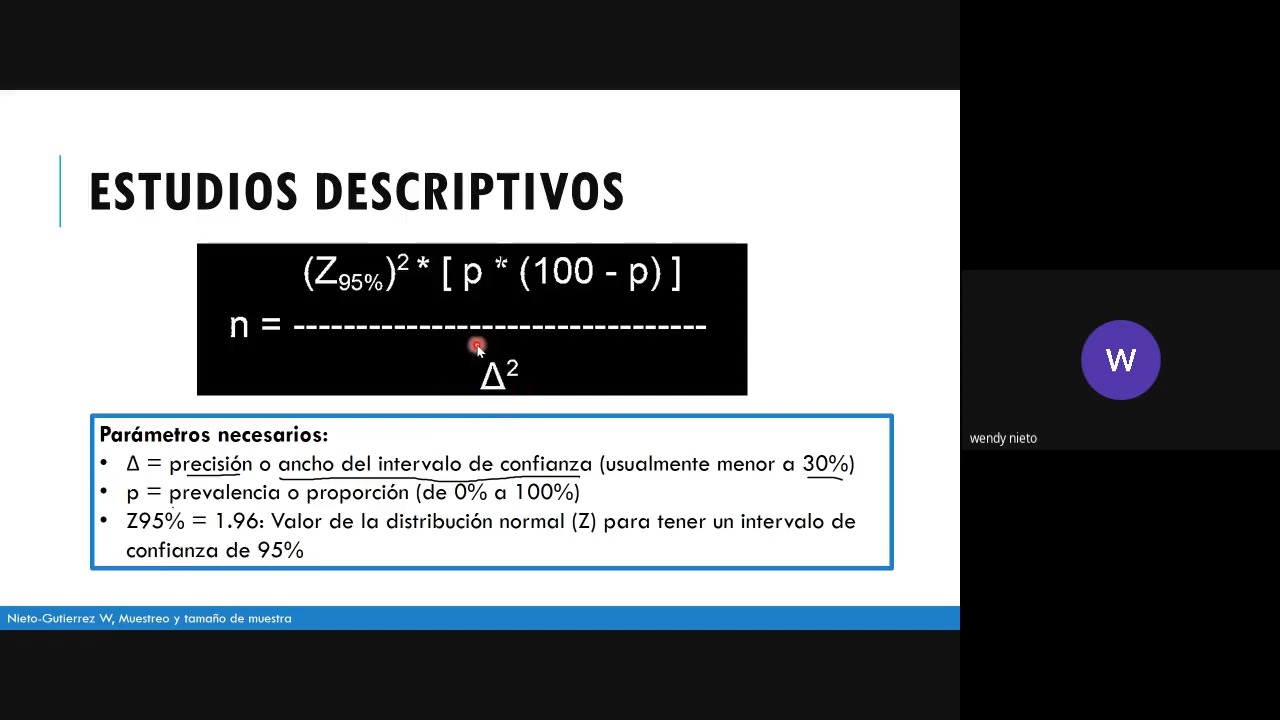 ESTUDIOS DESCRIPTIVOS
(Z95%)² * [ p * (100 - p) ]
n = ---------------------------------
Δ²
Parámetros necesarios:
• Δ = precisión o ancho del intervalo de confianza (usualmente menor a 30%)
• p = prevalencia o proporción (de 0% a 100%)
• Z95% = 1.96: Valor de la distribución normal (Z) para tener un intervalo de
confianza de 95%
Nieto-Gutierrez W, Muestreo y tamaño de muestra
W
wendy nieto